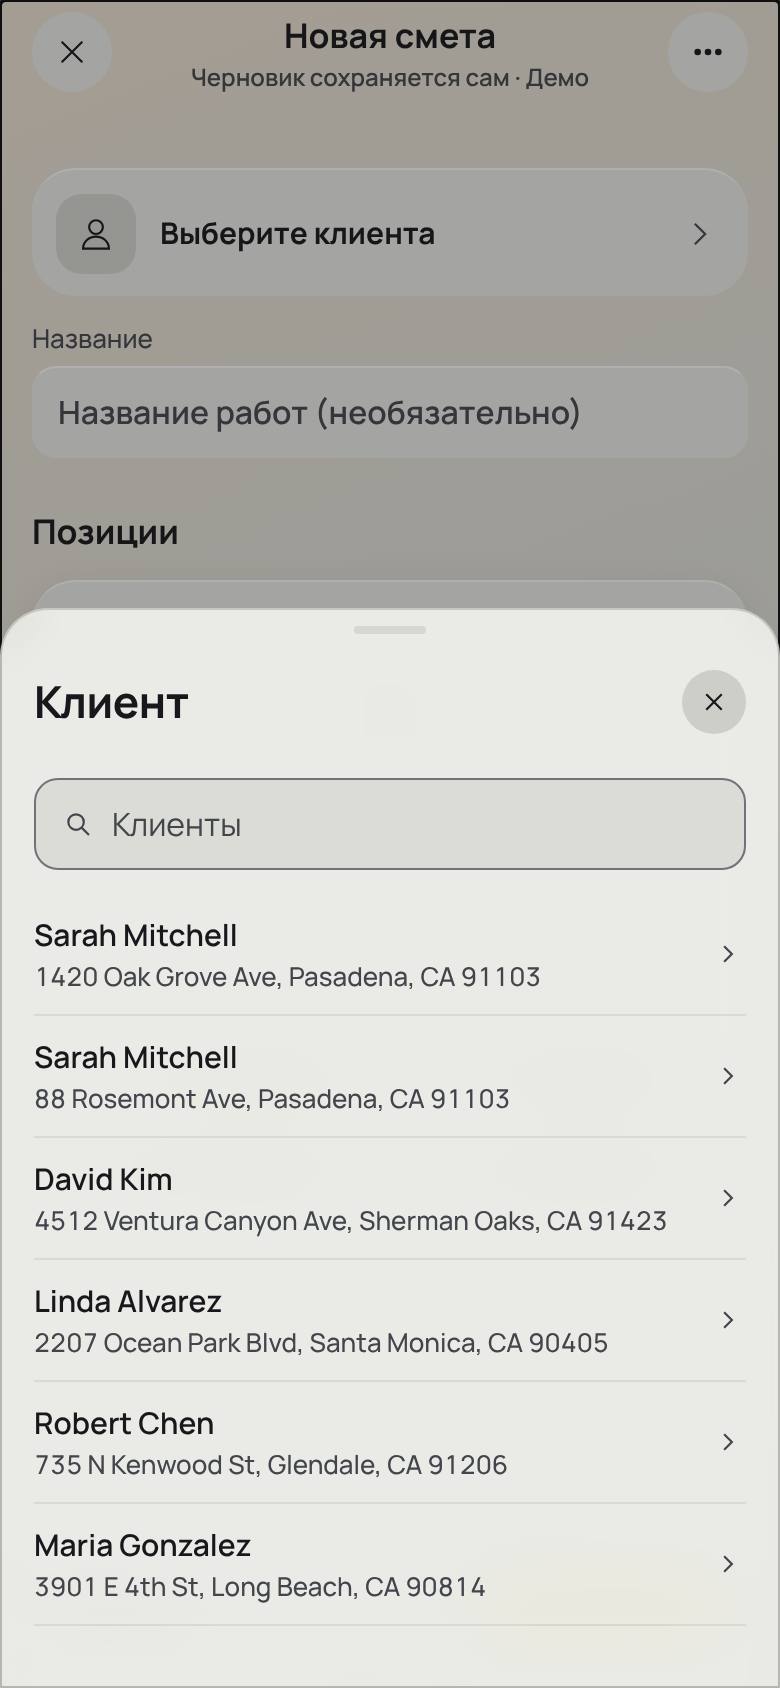 Новая смета
Черновик сохраняется сам · Демо
Выберите клиента
Название
Название работ (необязательно)
Позиции
Клиент
Клиенты
Sarah Mitchell
1420 Oak Grove Ave, Pasadena, CA 91103
Sarah Mitchell
88 Rosemont Ave, Pasadena, CA 91103
David Kim
4512 Ventura Canyon Ave, Sherman Oaks, CA 91423
Linda Alvarez
2207 Ocean Park Blvd, Santa Monica, CA 90405
Robert Chen
735 N Kenwood St, Glendale, CA 91206
Maria Gonzalez
3901 E 4th St, Long Beach, CA 90814